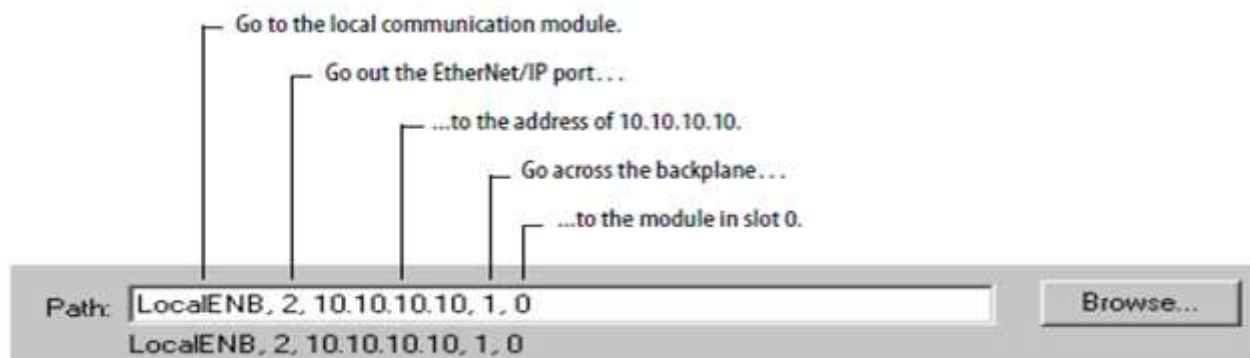 Go to the local communication module.
Go out the EtherNet/IP port...
...to the address of 10.10.10.10.
Go across the backplane...
...to the module in slot 0.
Path: LocalENB, 2, 10.10.10.10, 1, 0 Browse...
LocalENB, 2, 10.10.10.10, 1, 0